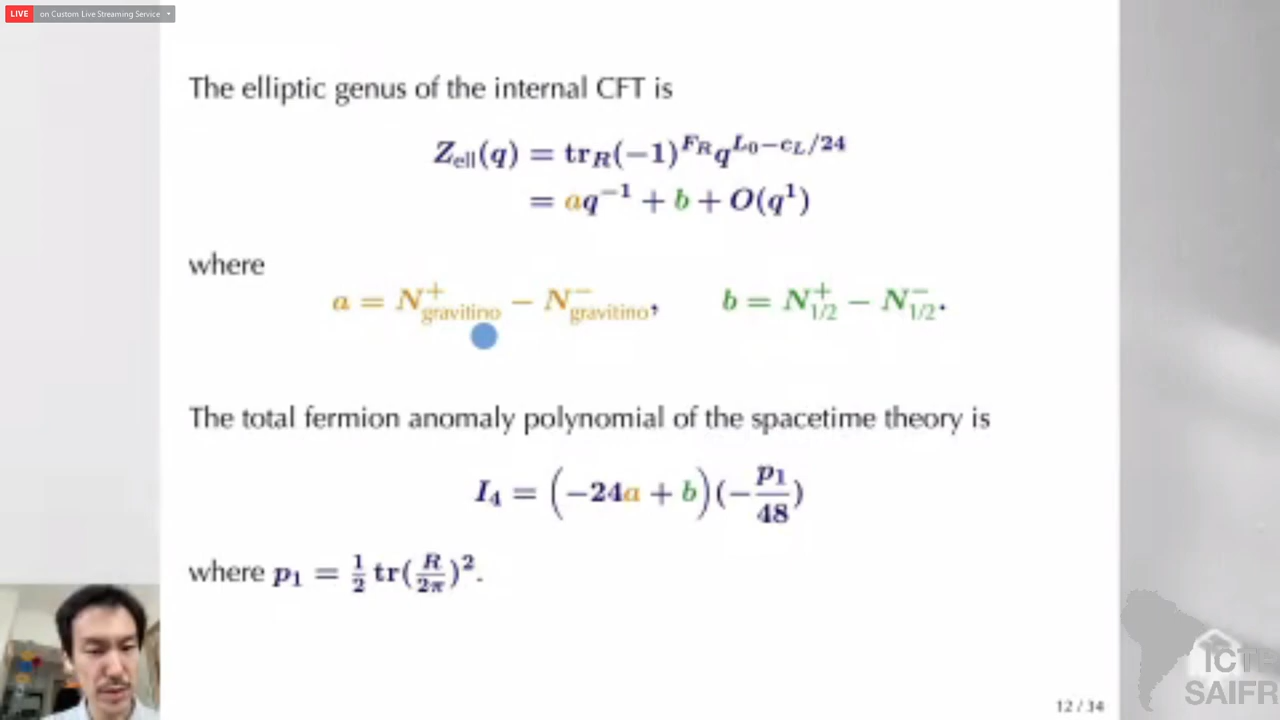 LIVE on Custom Live Streaming Service
The elliptic genus of the internal CFT is
Z_ell(q) = tr_R(−1)^{F_R} q^{L_0−c_L/24}
= aq^{−1} + b + O(q^1)
where
a = N^+_{gravitino} − N^−_{gravitino}, b = N^+_{1/2} − N^−_{1/2}.
The total fermion anomaly polynomial of the spacetime theory is
I_4 = (−24a + b)(−p_1/48)
where p_1 = 1/2 tr(R/2π)^2.
12 / 34
ICTP
SAIFR